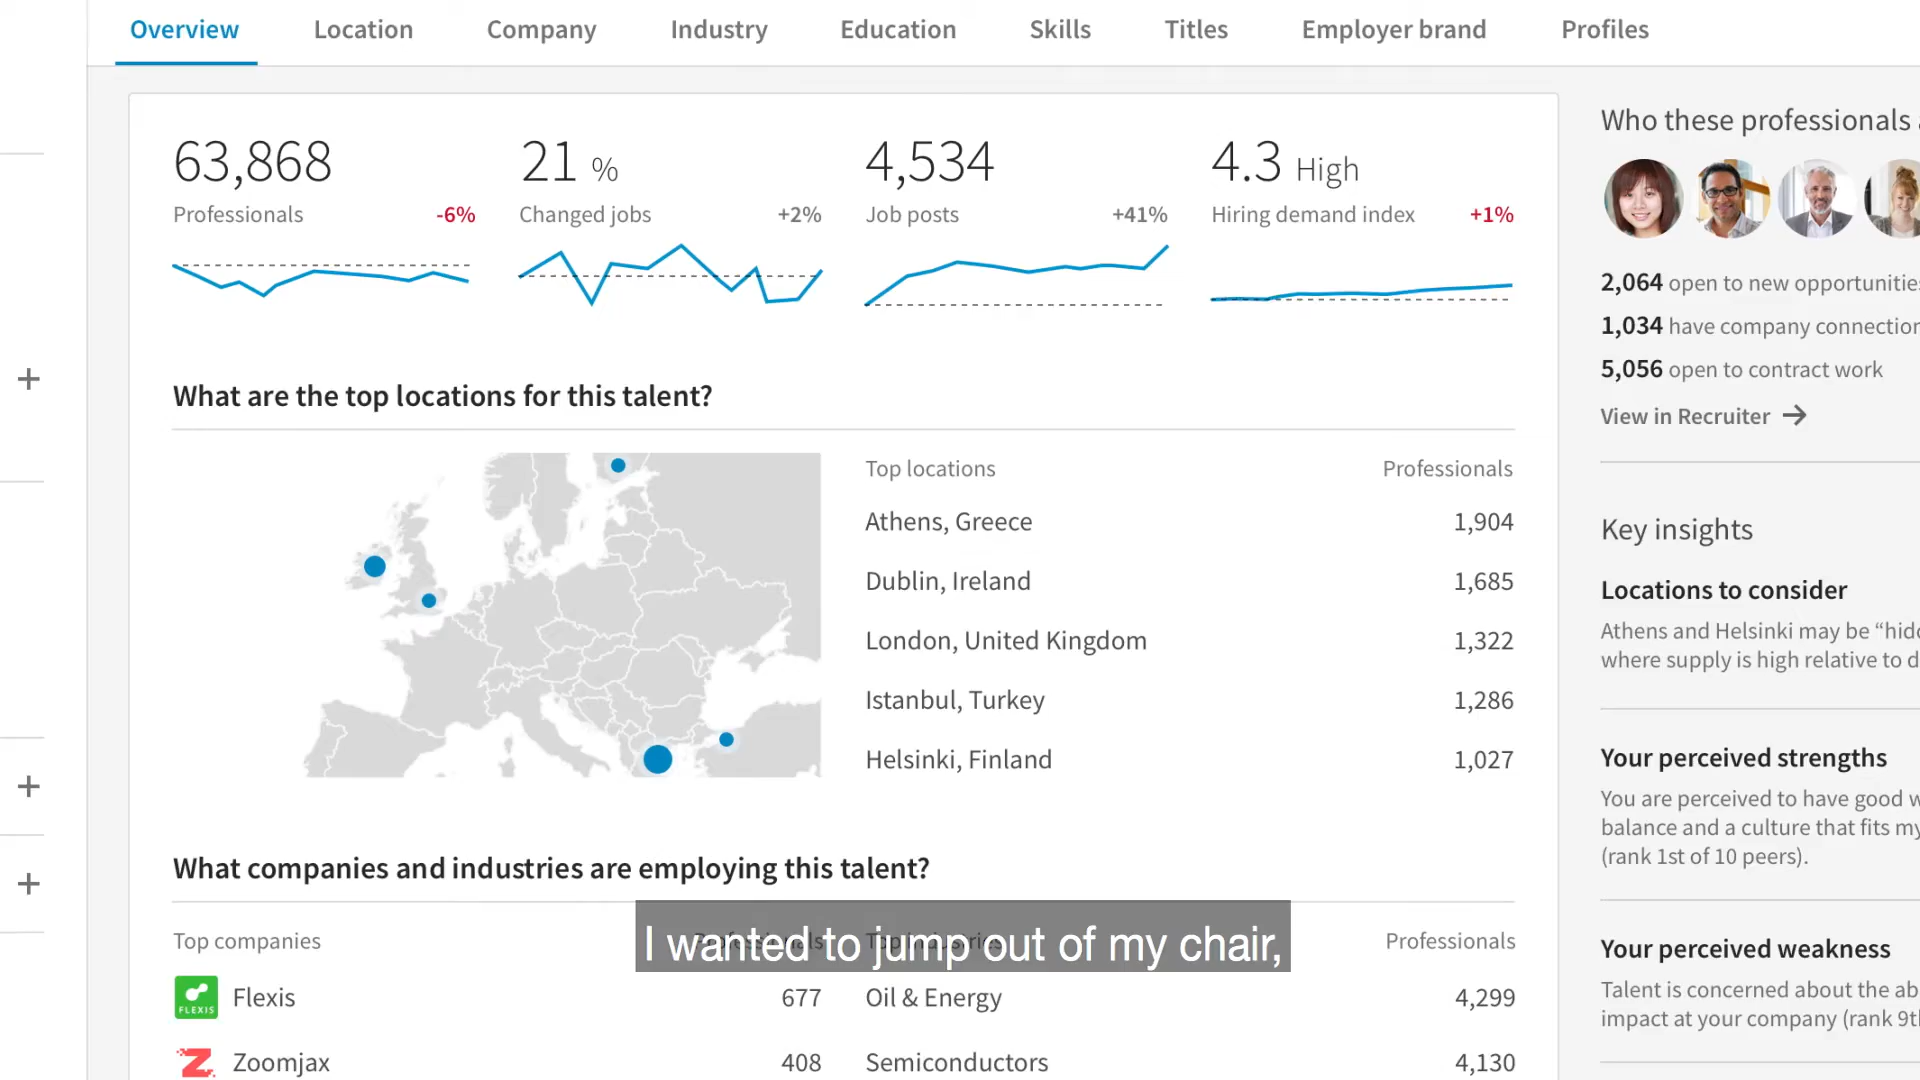 Overview Location Company Industry Education Skills Titles Employer brand Profiles
63,868 21 % 4,534 4.3 High
Professionals -6% Changed jobs +2% Job posts +41% Hiring demand index +1%
What are the top locations for this talent?
Top locations Professionals
Athens, Greece 1,904
Dublin, Ireland 1,685
London, United Kingdom 1,322
Istanbul, Turkey 1,286
Helsinki, Finland 1,027
What companies and industries are employing this talent?
Top companies Professionals Top industries Professionals
I wanted to jump out of my chair,
FLEXIS Flexis 677 Oil & Energy 4,299
Zoomjax 408 Semiconductors 4,130
Who these professionals
2,064 open to new opportunities
1,034 have company connection
5,056 open to contract work
View in Recruiter
Key insights
Locations to consider
Athens and Helsinki may be “hid
where supply is high relative to d
Your perceived strengths
You are perceived to have good w
balance and a culture that fits my
(rank 1st of 10 peers).
Your perceived weakness
Talent is concerned about the ab
impact at your company (rank 9t